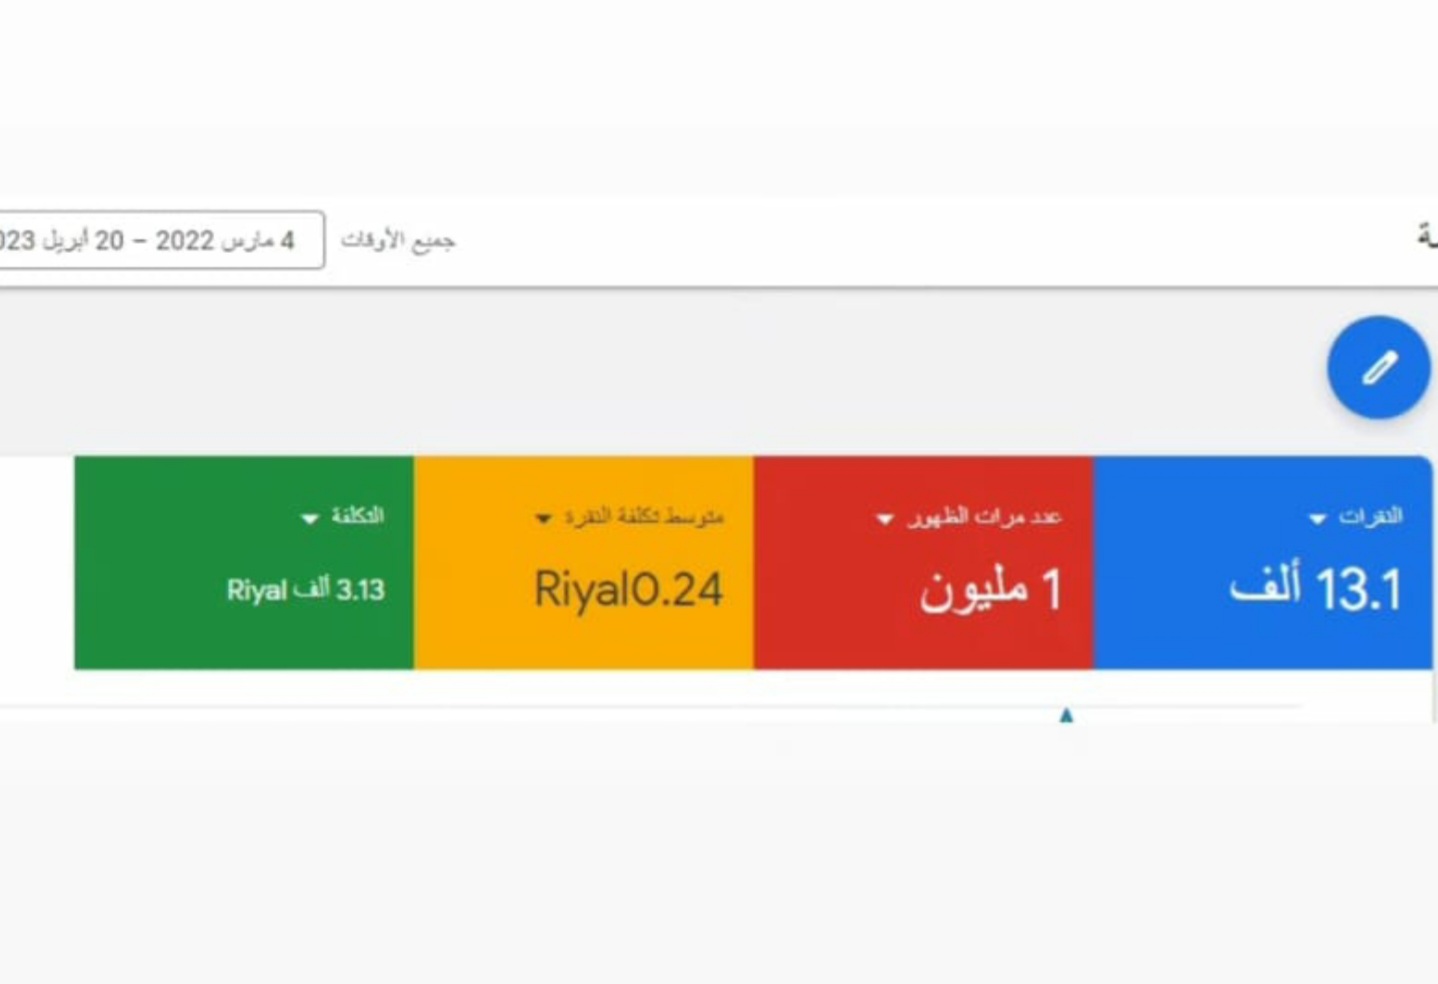 جميع الأوقات
4 مارس 2022 – 20 أبريل 023
النقرات
13.1 ألف
عدد مرات الظهور
1 مليون
متوسط تكلفة النقرة
Riyal0.24
التكلفة
3.13 ألف Riyal